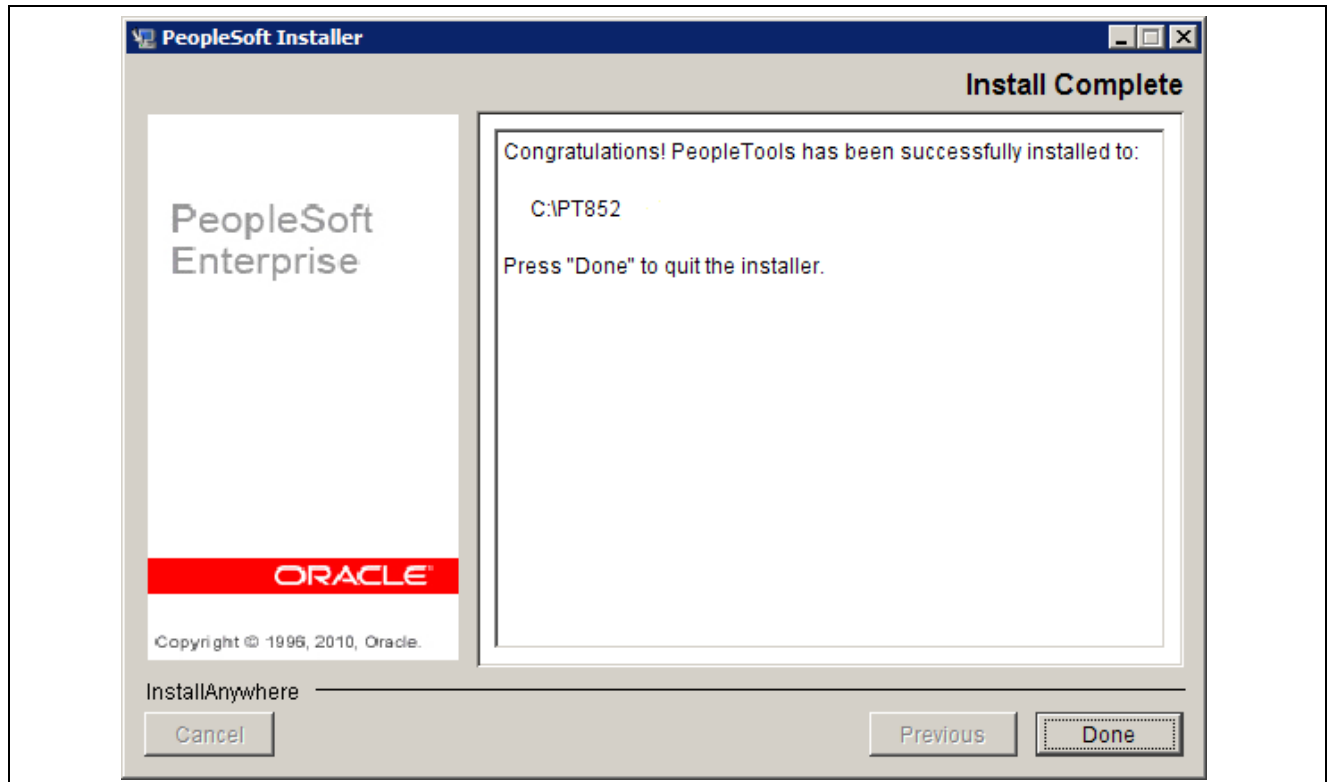 PeopleSoft Installer
Install Complete
PeopleSoft
Enterprise
ORACLE
Copyright © 1996, 2010, Oracle.
Congratulations! PeopleTools has been successfully installed to:
C:\PT852
Press "Done" to quit the installer.
InstallAnywhere
Cancel
Previous
Done